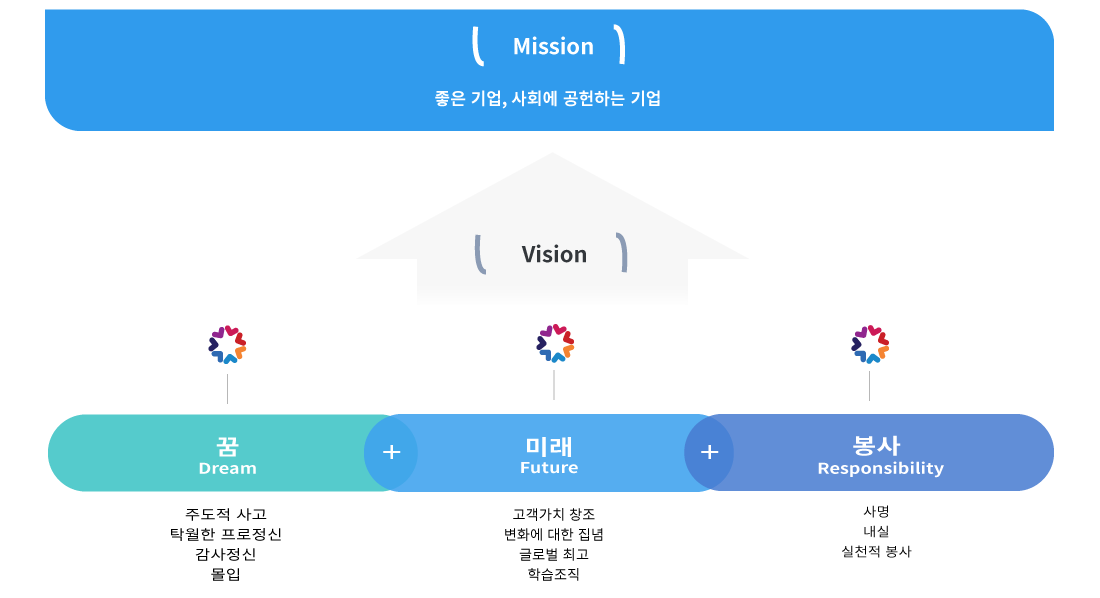 Mission
좋은 기업, 사회에 공헌하는 기업
Vision
꿈
Dream
+
미래
Future
+
봉사
Responsibility
주도적 사고
탁월한 프로정신
감사정신
몰입
고객가치 창조
변화에 대한 집념
글로벌 최고
학습조직
사명
내실
실천적 봉사